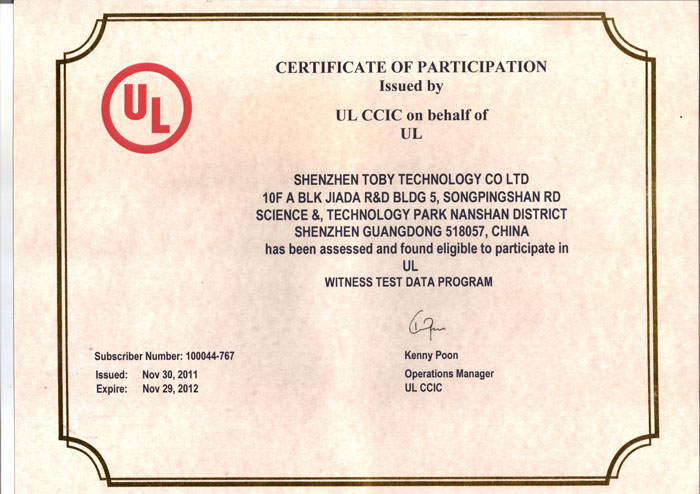 UL
CERTIFICATE OF PARTICIPATION
Issued by
UL CCIC on behalf of
UL
SHENZHEN TOBY TECHNOLOGY CO LTD
10F A BLK JIADA R&D BLDG 5, SONGPINGSHAN RD
SCIENCE &, TECHNOLOGY PARK NANSHAN DISTRICT
SHENZHEN GUANGDONG 518057, CHINA
has been assessed and found eligible to participate in
UL
WITNESS TEST DATA PROGRAM
Subscriber Number: 100044-767
Issued: Nov 30, 2011
Expire: Nov 29, 2012
Kenny Poon
Operations Manager
UL CCIC